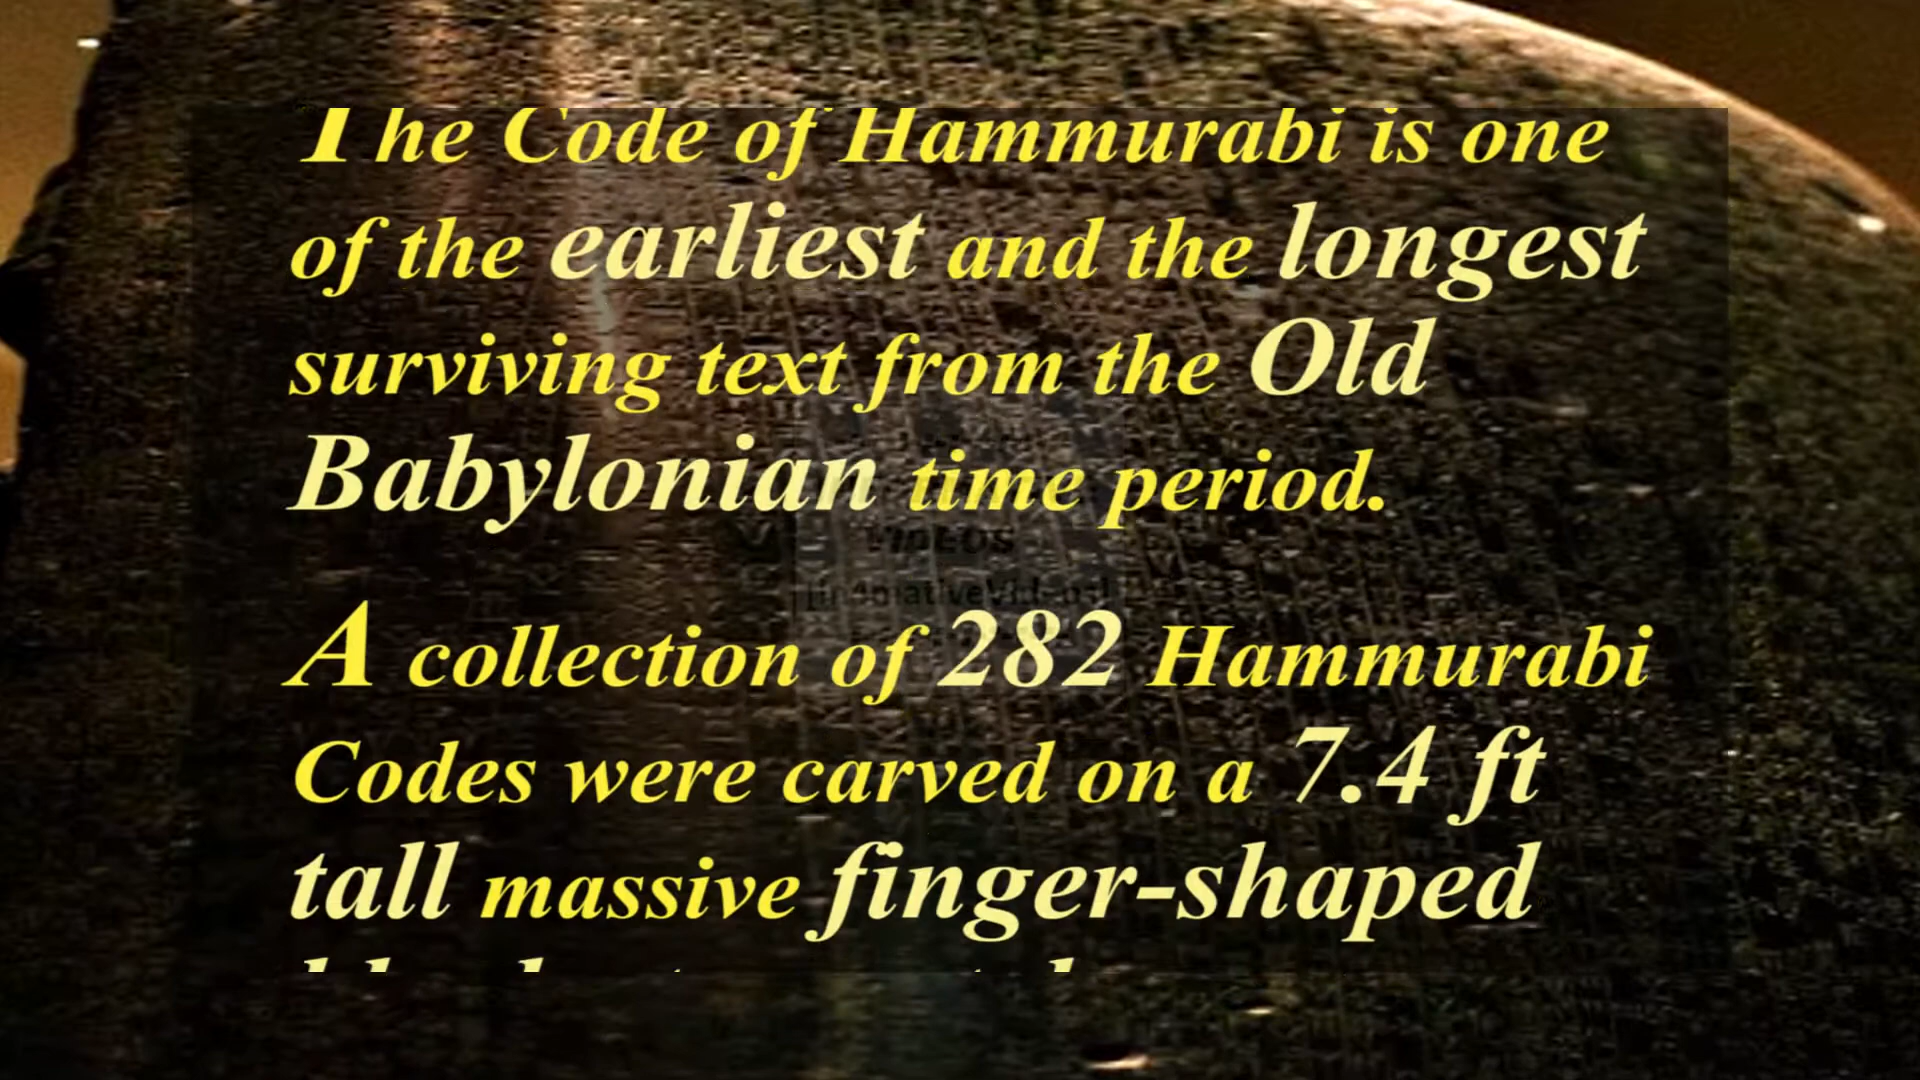 The Code of Hammurabi is one
of the earliest and the longest
surviving text from the Old
Babylonian time period.
A collection of 282 Hammurabi
Codes were carved on a 7.4 ft
tall massive finger-shaped
VIDEOS